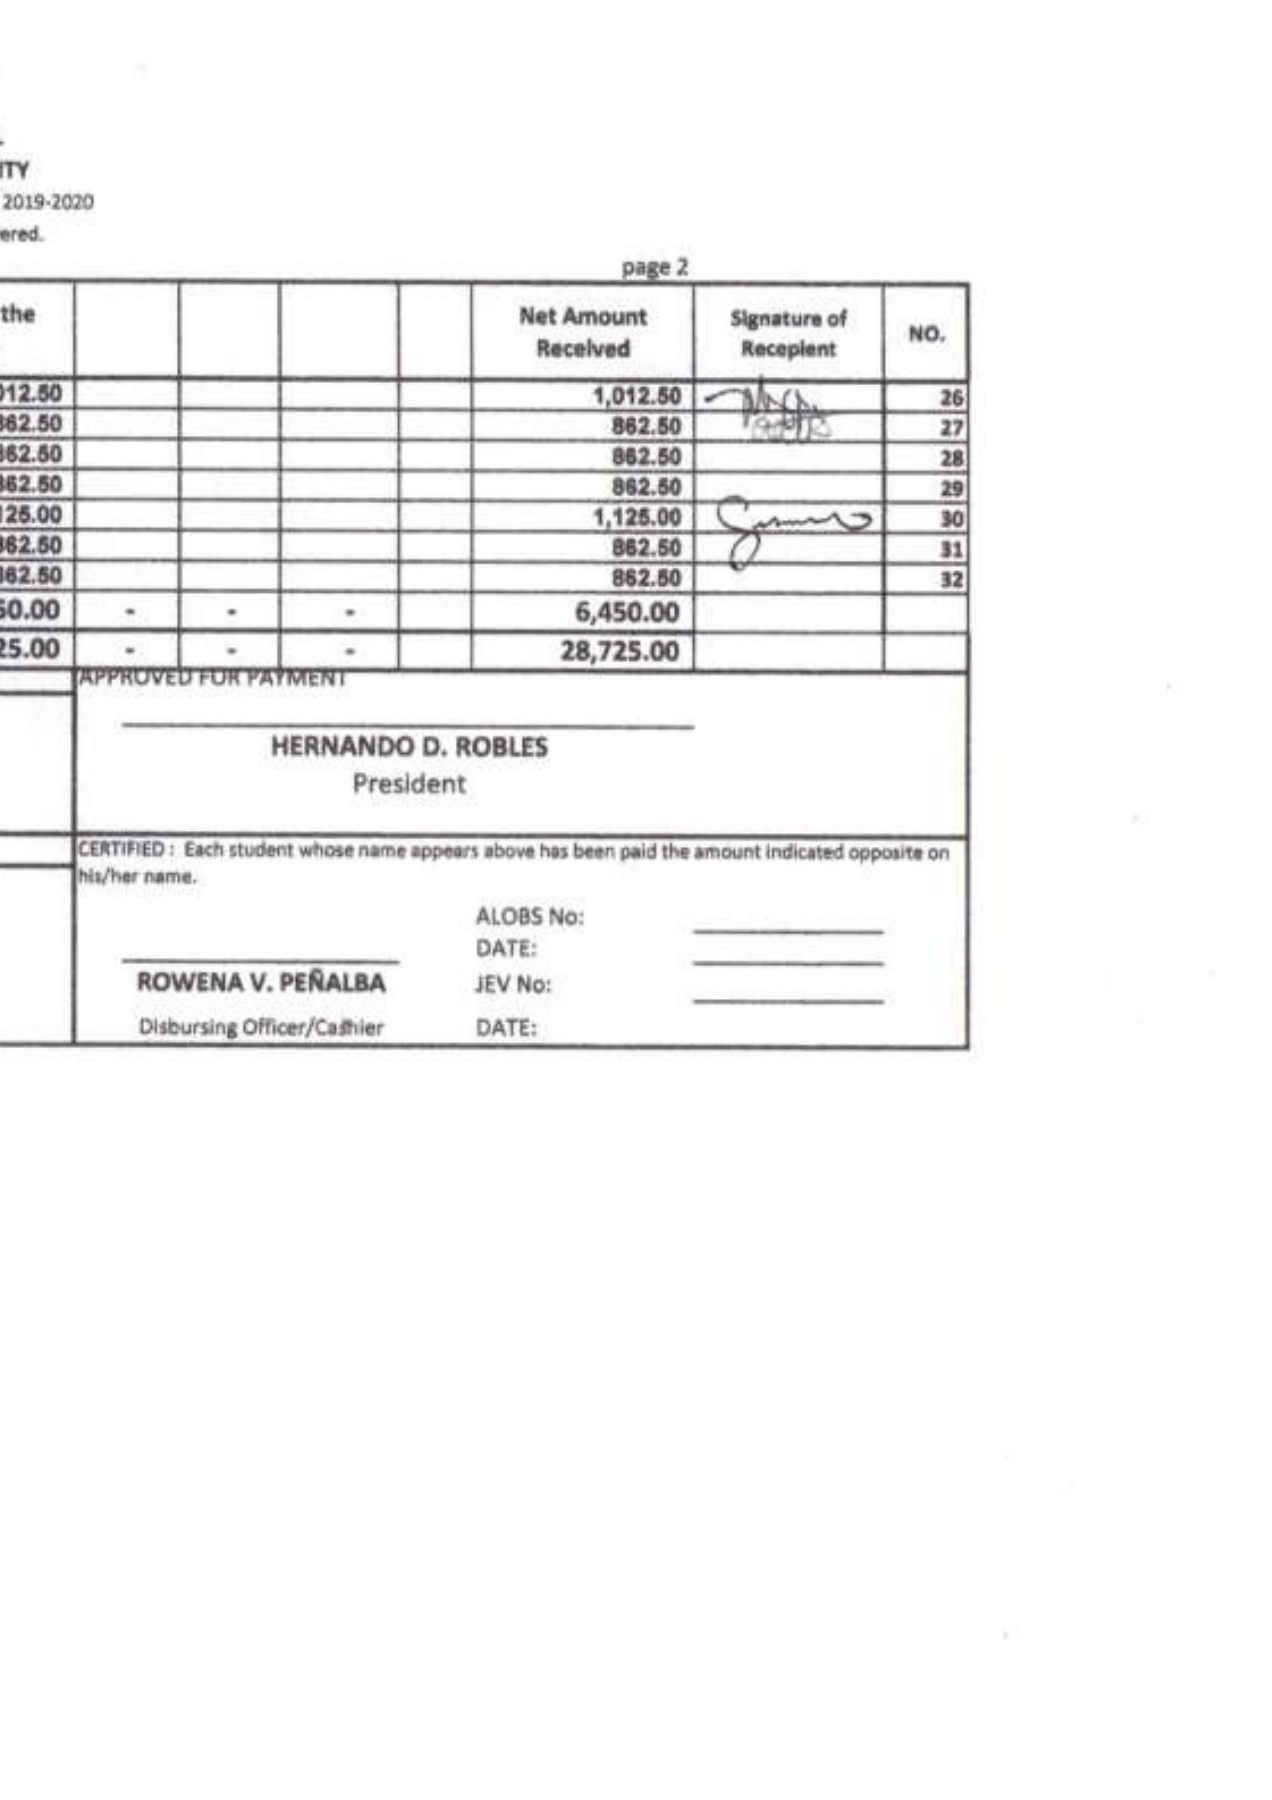 ITY
2019-2020
ered.
page 2
the Net Amount Received Signature of Recepient NO.
012.50 1,012.50 26
862.50 862.50 27
862.50 862.50 28
862.50 862.50 29
125.00 1,125.00 30
862.50 862.50 31
862.50 862.50 32
50.00 - - - 6,450.00
25.00 - - - 28,725.00
APPROVED FOR PAYMENT
HERNANDO D. ROBLES
President
CERTIFIED : Each student whose name appears above has been paid the amount indicated opposite on
his/her name.
ALOBS No:
DATE:
ROWENA V. PEÑALBA JEV No:
Disbursing Officer/Cashier DATE: